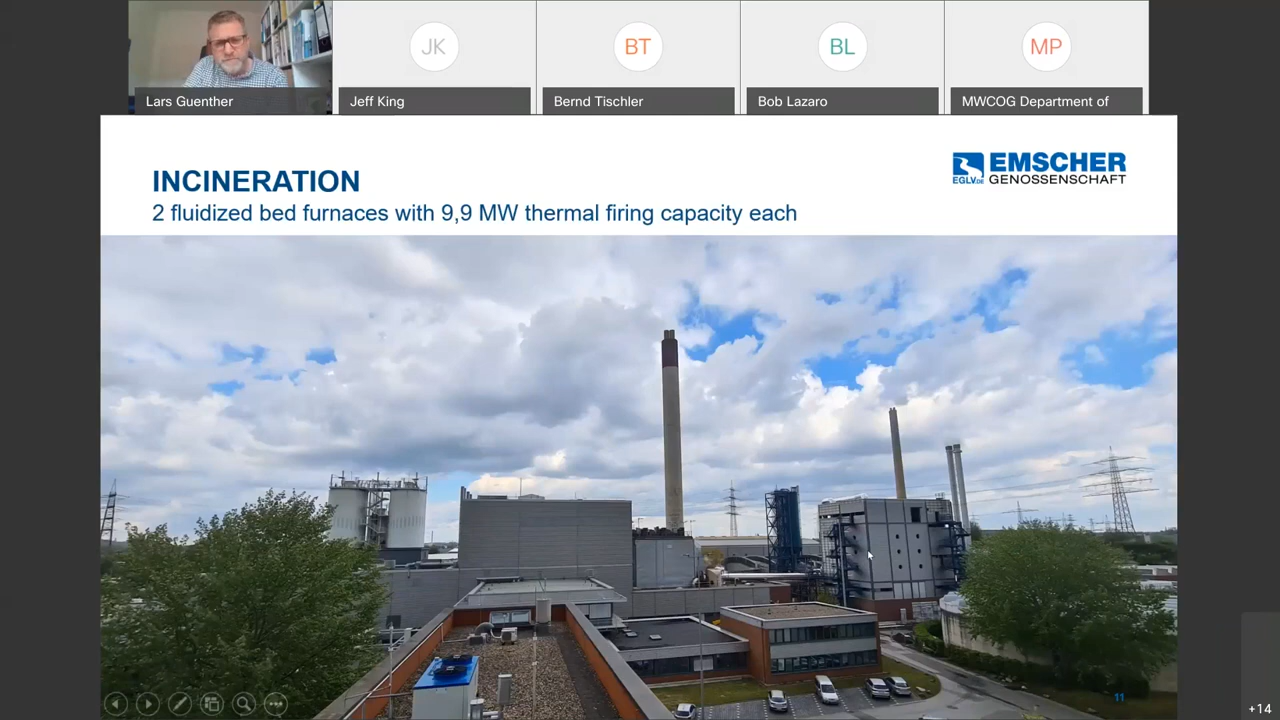 JK
BT
BL
MP
Lars Guenther
Jeff King
Bernd Tischler
Bob Lazaro
MWCOG Department of
INCINERATION
2 fluidized bed furnaces with 9,9 MW thermal firing capacity each
EMSCHER
GENOSSENSCHAFT
EGLV.DE
11
+14